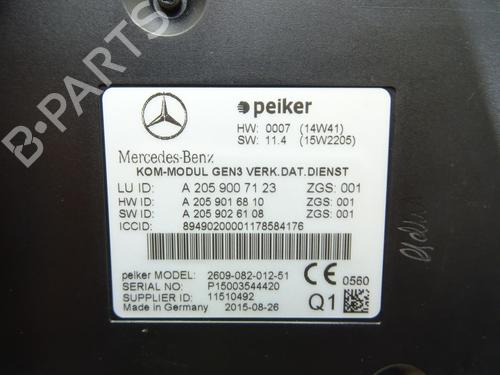 B-PARTS
peiker
HW: 0007 (14W41)
SW: 11.4 (15W2205)
Mercedes-Benz
KOM-MODUL GEN3 VERK.DAT.DIENST
LU ID: A 205 900 71 23 ZGS: 001
HW ID: A 205 901 68 10 ZGS: 001
SW ID: A 205 902 61 08 ZGS: 001
ICCID: 89490200001178584176
peiker MODEL: 2609-082-012-51
SERIAL NO: P15003544420
SUPPLIER ID: 11510492
Made in Germany 2015-08-26
CE 0560
Q1